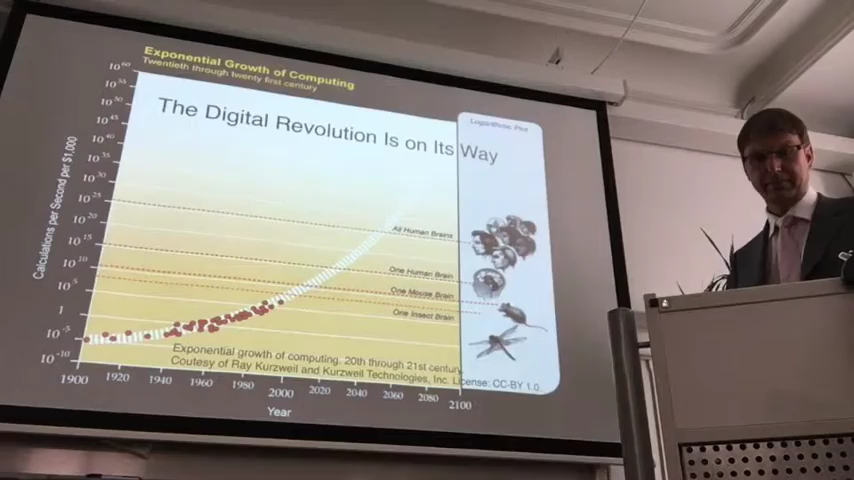 Exponential Growth of Computing
Twentieth through twenty first century
The Digital Revolution Is on Its Way
Logarithmic Plot
Calculations per Second per $1,000
10 60
10 55
10 50
10 45
10 40
10 35
10 30
10 25
10 20
10 15
10 10
10 5
1
10 -5
10 -10
All Human Brains
One Human Brain
One Mouse Brain
One Insect Brain
Exponential growth of computing, 20th through 21st century,
Coutesy of Ray Kurzweil and Kurzweil Technologies, Inc. License: CC-BY 1.0.
1900 1920 1940 1960 1980 2000 2020 2040 2060 2080 2100
Year